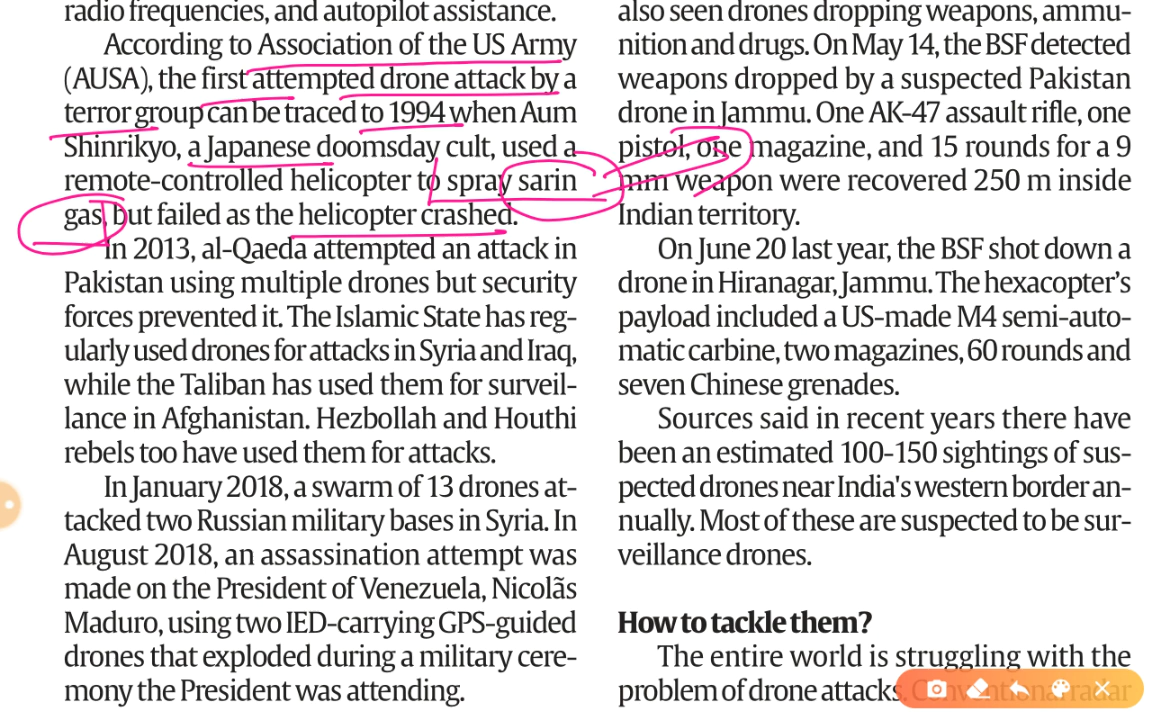 radio frequencies, and autopilot assistance.
According to Association of the US Army
(AUSA), the first attempted drone attack by a
terror group can be traced to 1994 when Aum
Shinrikyo, a Japanese doomsday cult, used a
remote-controlled helicopter to spray sarin
gas, but failed as the helicopter crashed.
In 2013, al-Qaeda attempted an attack in
Pakistan using multiple drones but security
forces prevented it. The Islamic State has reg-
ularly used drones for attacks in Syria and Iraq,
while the Taliban has used them for surveil-
lance in Afghanistan. Hezbollah and Houthi
rebels too have used them for attacks.
In January 2018, a swarm of 13 drones at-
tacked two Russian military bases in Syria. In
August 2018, an assassination attempt was
made on the President of Venezuela, Nicolãs
Maduro, using two IED-carrying GPS-guided
drones that exploded during a military cere-
mony the President was attending.
also seen drones dropping weapons, ammu-
nition and drugs. On May 14, the BSF detected
weapons dropped by a suspected Pakistan
drone in Jammu. One AK-47 assault rifle, one
pistol, one magazine, and 15 rounds for a 9
mm weapon were recovered 250 m inside
Indian territory.
On June 20 last year, the BSF shot down a
drone in Hiranagar, Jammu. The hexacopter's
payload included a US-made M4 semi-auto-
matic carbine, two magazines, 60 rounds and
seven Chinese grenades.
Sources said in recent years there have
been an estimated 100-150 sightings of sus-
pected drones near India's western border an-
nually. Most of these are suspected to be sur-
veillance drones.
How to tackle them?
The entire world is struggling with the
problem of drone attacks. Conventional radar